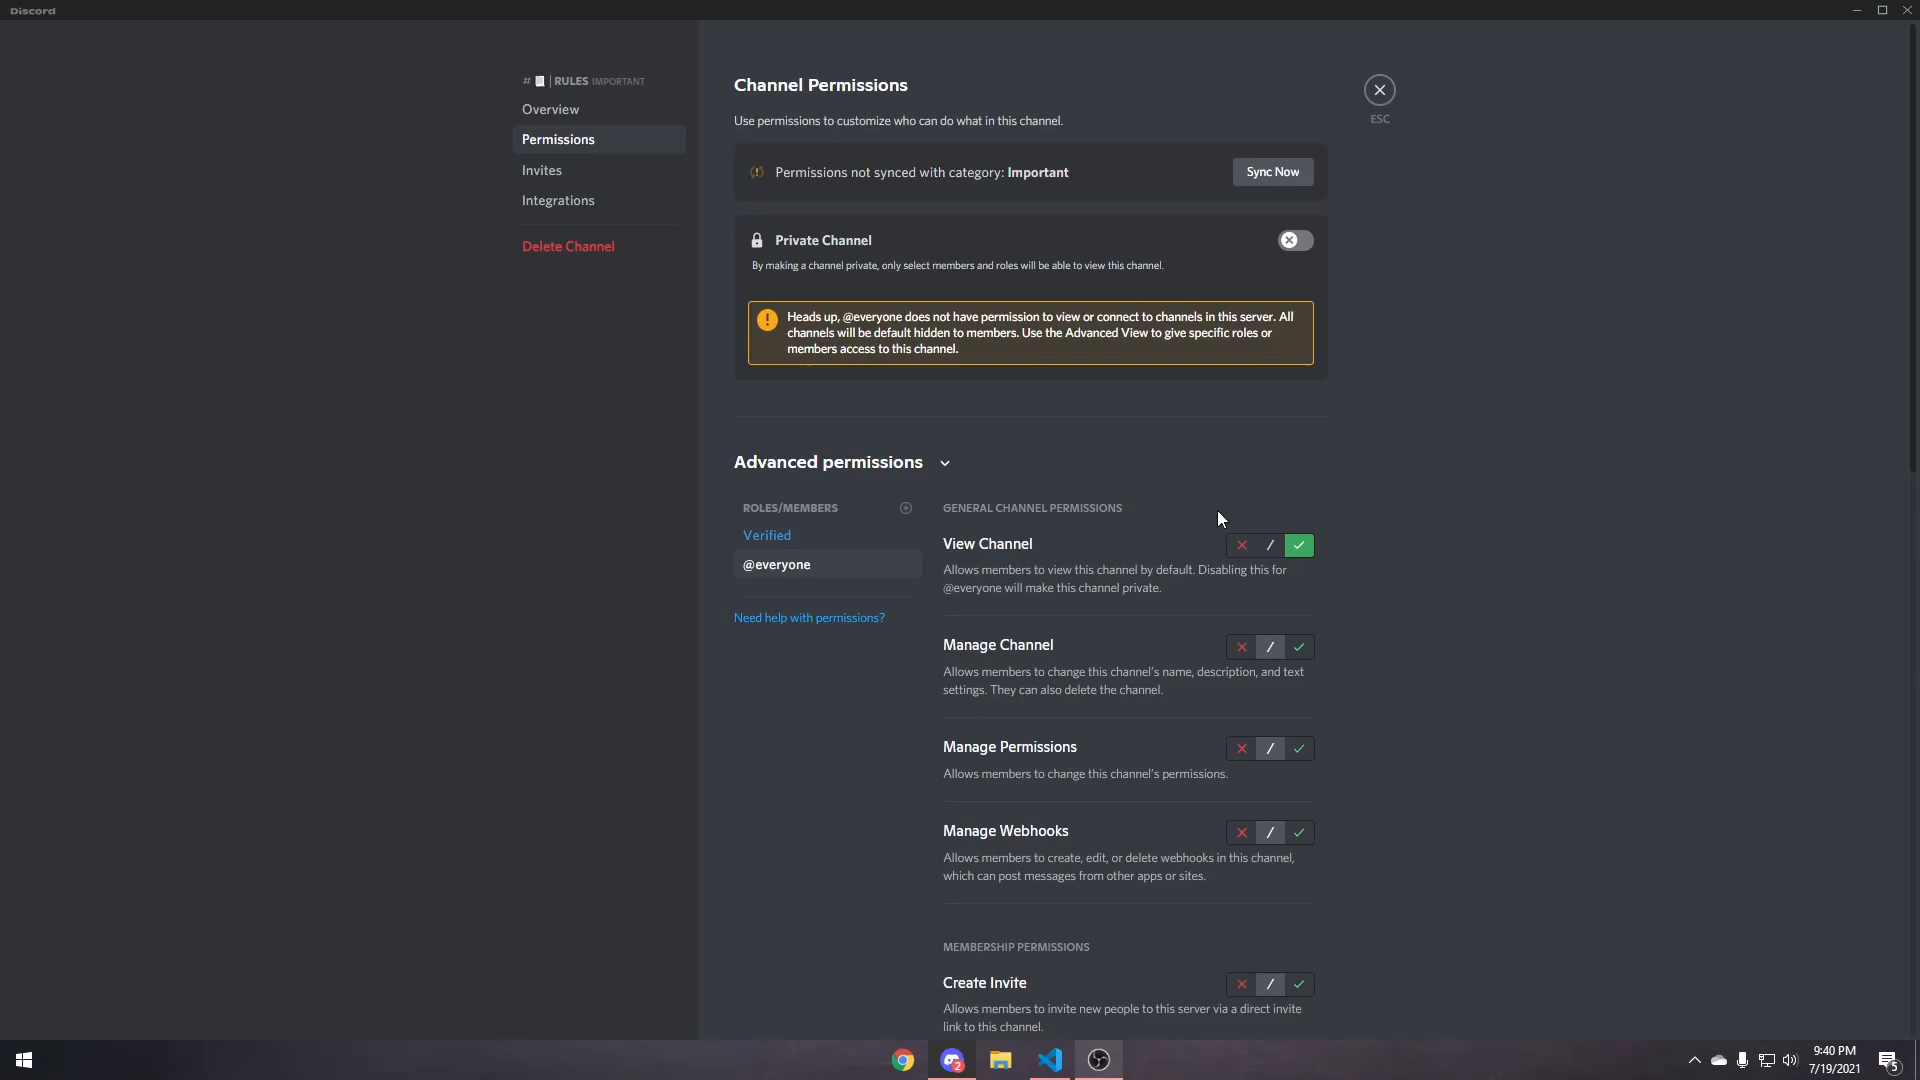 Discord
# | RULES IMPORTANT
Overview
Permissions
Invites
Integrations
Delete Channel
Channel Permissions
Use permissions to customize who can do what in this channel.
ESC
Permissions not synced with category: Important
Sync Now
Private Channel
By making a channel private, only select members and roles will be able to view this channel.
Heads up, @everyone does not have permission to view or connect to channels in this server. All
channels will be default hidden to members. Use the Advanced View to give specific roles or
members access to this channel.
Advanced permissions
ROLES/MEMBERS
Verified
@everyone
Need help with permissions?
GENERAL CHANNEL PERMISSIONS
View Channel
Allows members to view this channel by default. Disabling this for
@everyone will make this channel private.
Manage Channel
Allows members to change this channel's name, description, and text
settings. They can also delete the channel.
Manage Permissions
Allows members to change this channel's permissions.
Manage Webhooks
Allows members to create, edit, or delete webhooks in this channel,
which can post messages from other apps or sites.
MEMBERSHIP PERMISSIONS
Create Invite
Allows members to invite new people to this server via a direct invite
link to this channel.
2
9:40 PM
7/19/2021
5